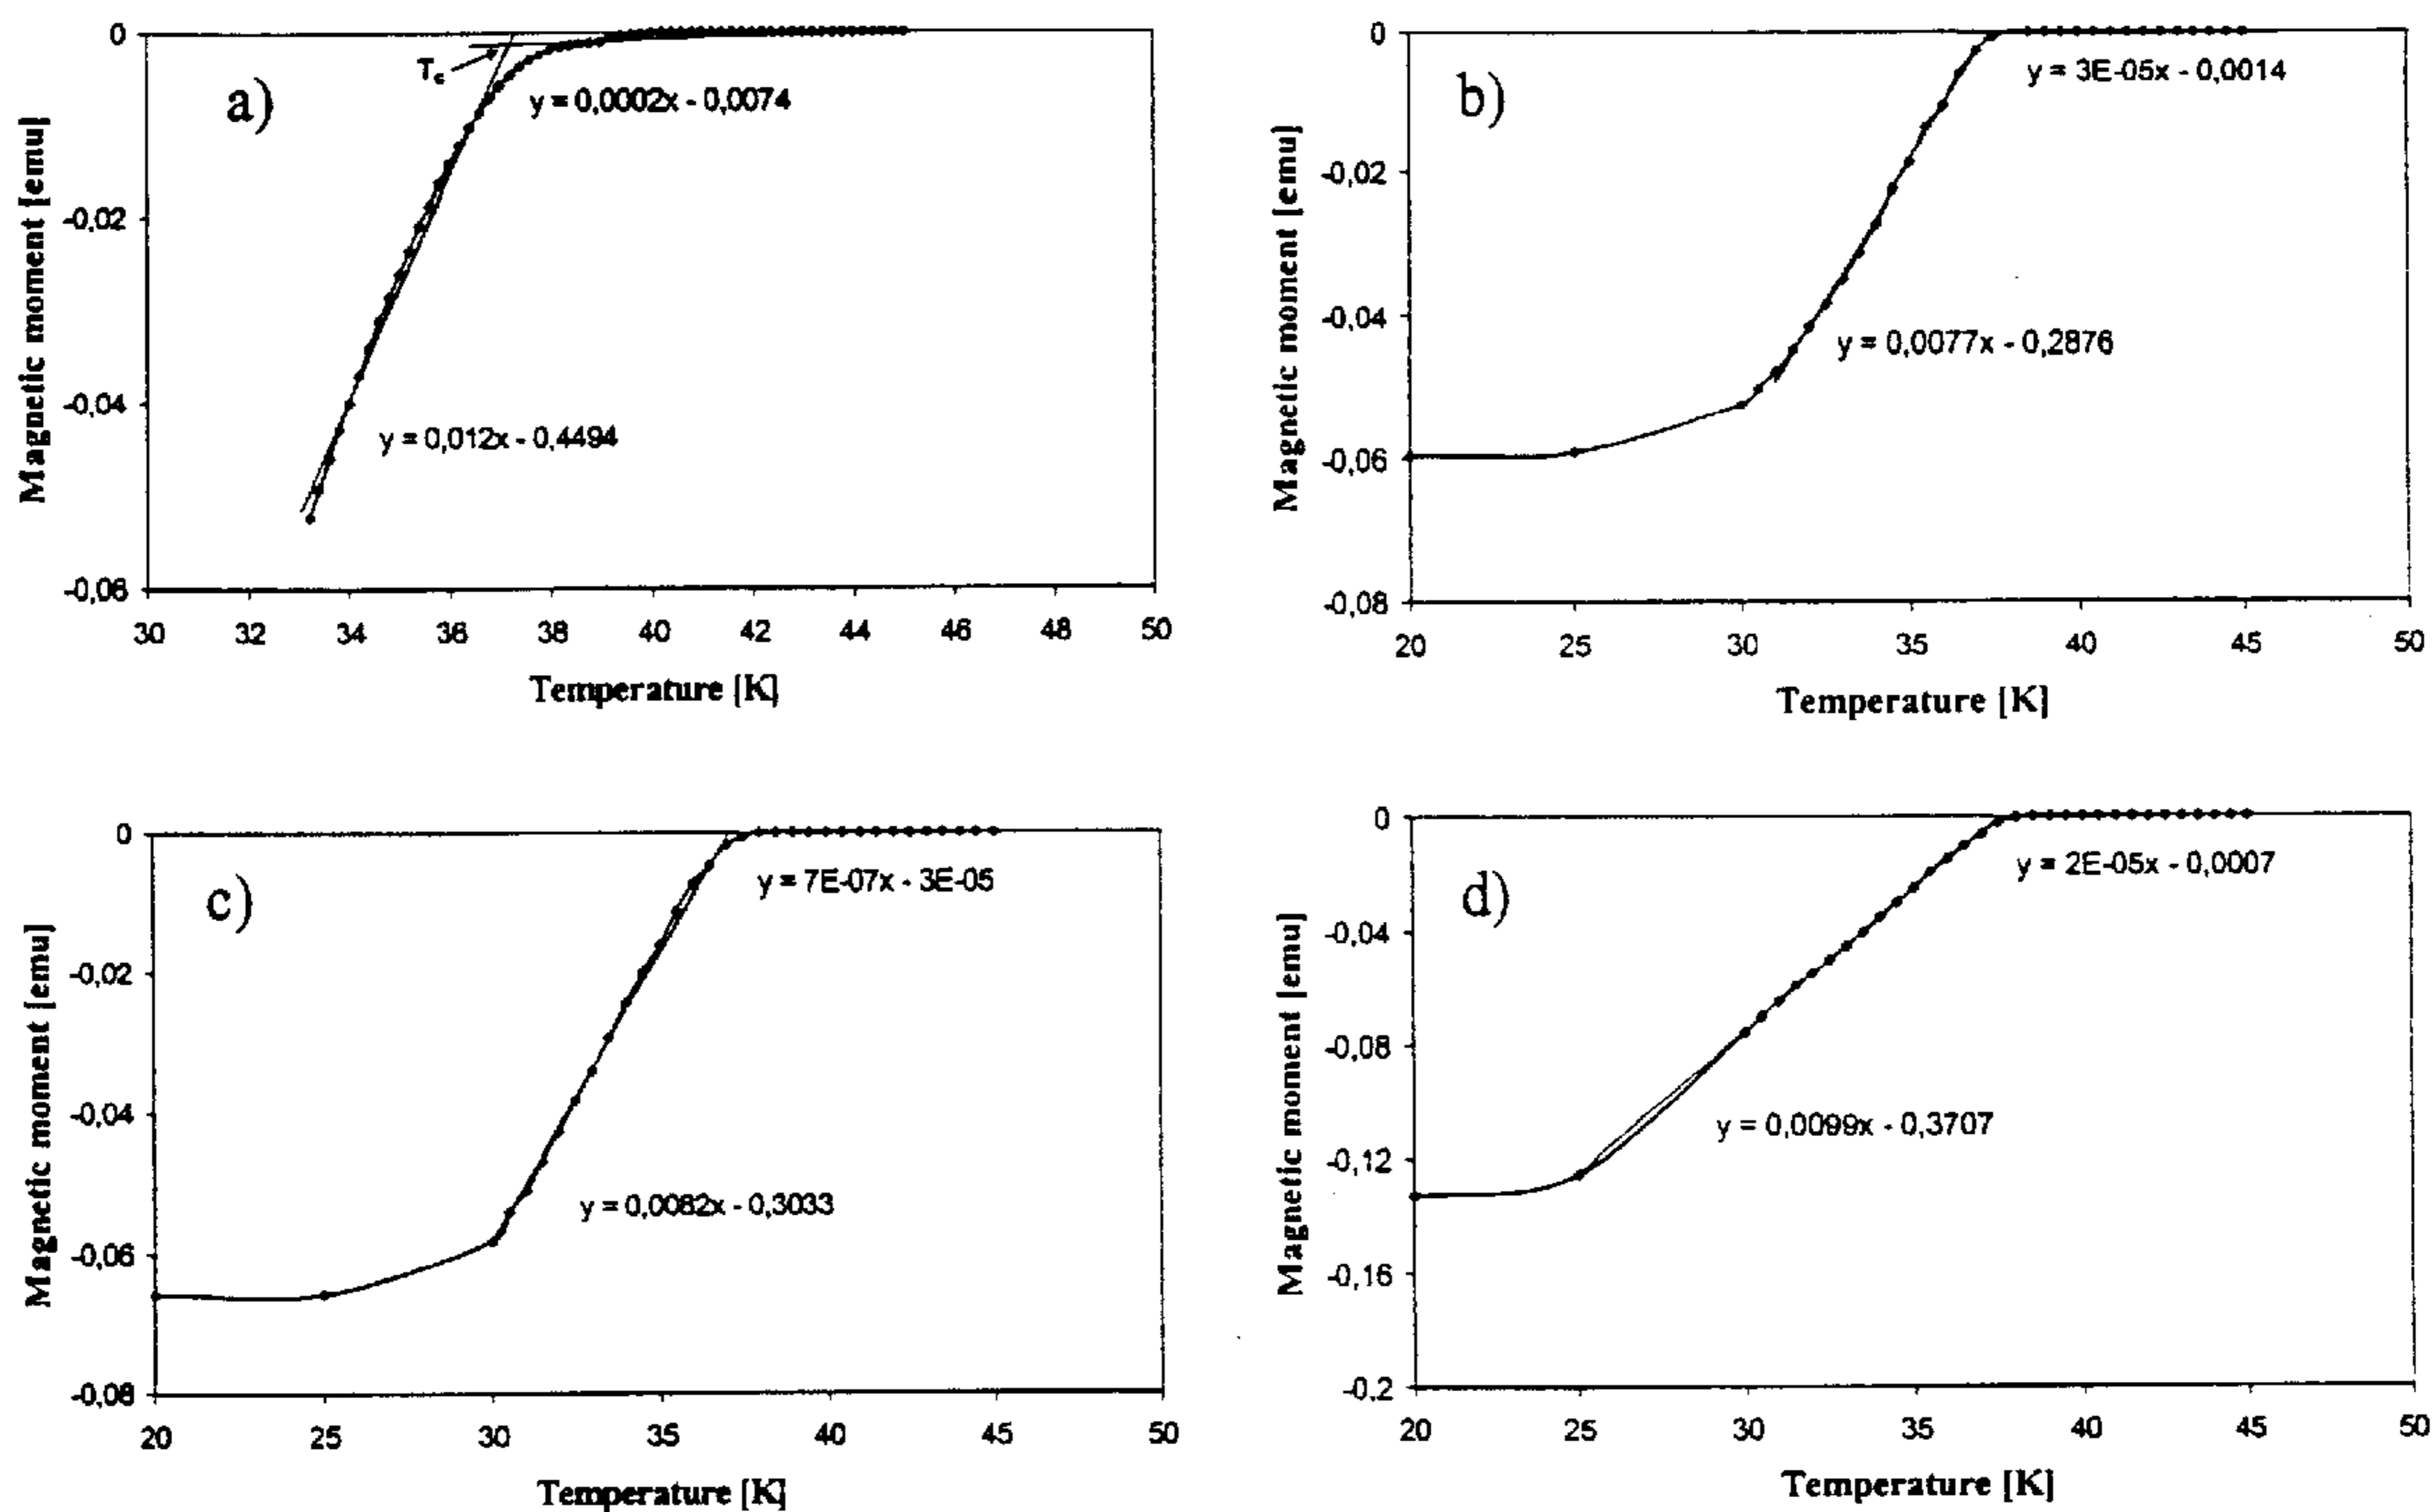 a)
Magnetic moment [emu]
0
-0,02
-0,04
-0,06
Tc
y = 0,0002x - 0,0074
y = 0,012x - 0,4494
30 32 34 36 38 40 42 44 46 48 50
Temperature [K]
b)
Magnetic moment [emu]
0
-0,02
-0,04
-0,06
-0,08
y = 3E-05x - 0,0014
y = 0,0077x - 0,2876
20 25 30 35 40 45 50
Temperature [K]
c)
Magnetic moment [emu]
0
-0,02
-0,04
-0,06
-0,08
y = 7E-07x - 3E-05
y = 0,0082x - 0,3033
20 25 30 35 40 45 50
Temperature [K]
d)
Magnetic moment [emu]
0
-0,04
-0,08
-0,12
-0,16
-0,2
y = 2E-05x - 0,0007
y = 0,0099x - 0,3707
20 25 30 35 40 45 50
Temperature [K]